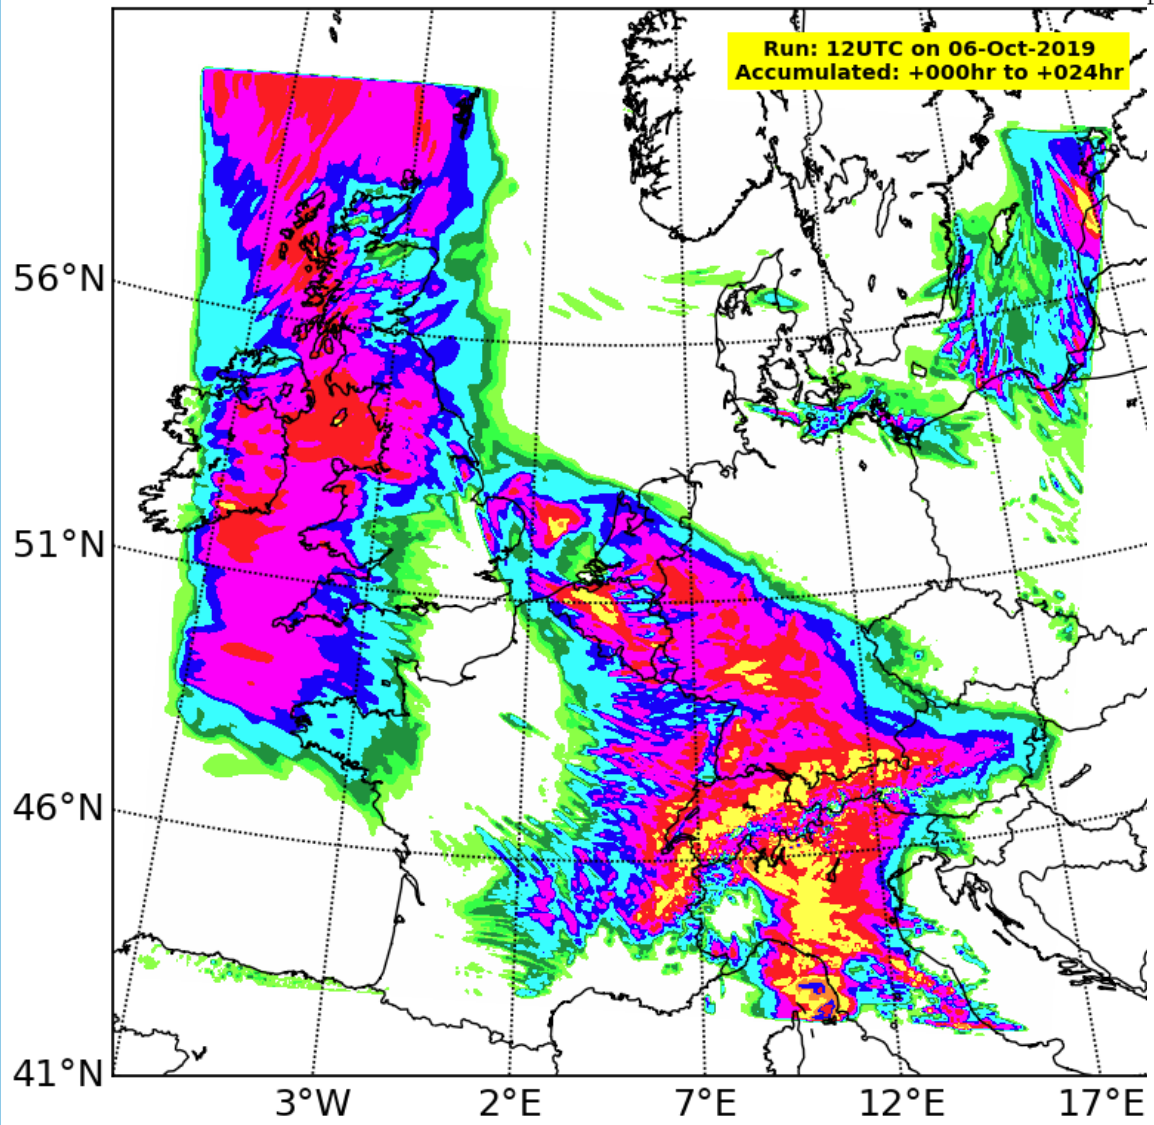 Run: 12UTC on 06-Oct-2019
Accumulated: +000hr to +024hr
56°N
51°N
46°N
41°N
3°W 2°E 7°E 12°E 17°E